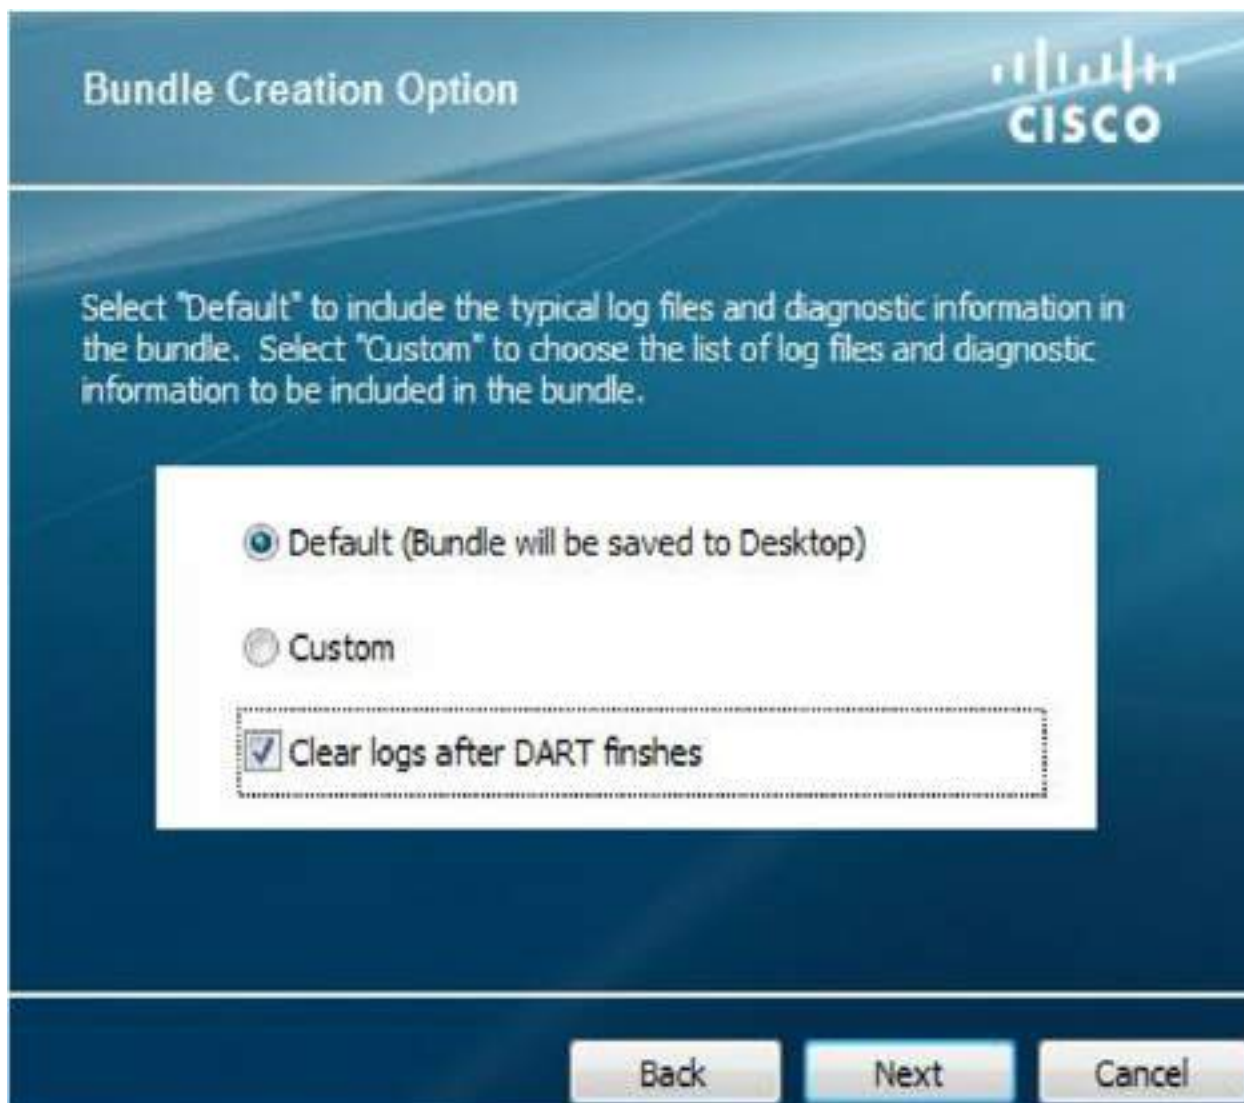 Bundle Creation Option
CISCO
Select "Default" to include the typical log files and diagnostic information in
the bundle. Select "Custom" to choose the list of log files and diagnostic
information to be included in the bundle.
Default (Bundle will be saved to Desktop)
Custom
Clear logs after DART finshes
Back
Next
Cancel